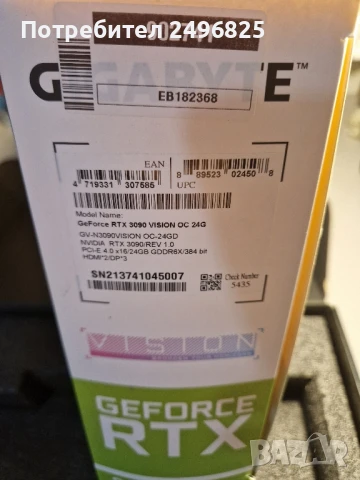 Потребител 2496825
GIGABYTE™
EB182368
EAN
4 719331 307585
8 89523 02450 8
UPC
Model Name:
GeForce RTX 3090 VISION OC 24G
GV-N3090VISION OC-24GD
NVIDIA RTX 3090/REV 1.0
PCI-E 4.0 x16/24GB GDDR6X/384 bit
HDMI*2/DP*3
SN213741045007
Check Number
5435
VISION
GEFORCE
RTX
BAZAR